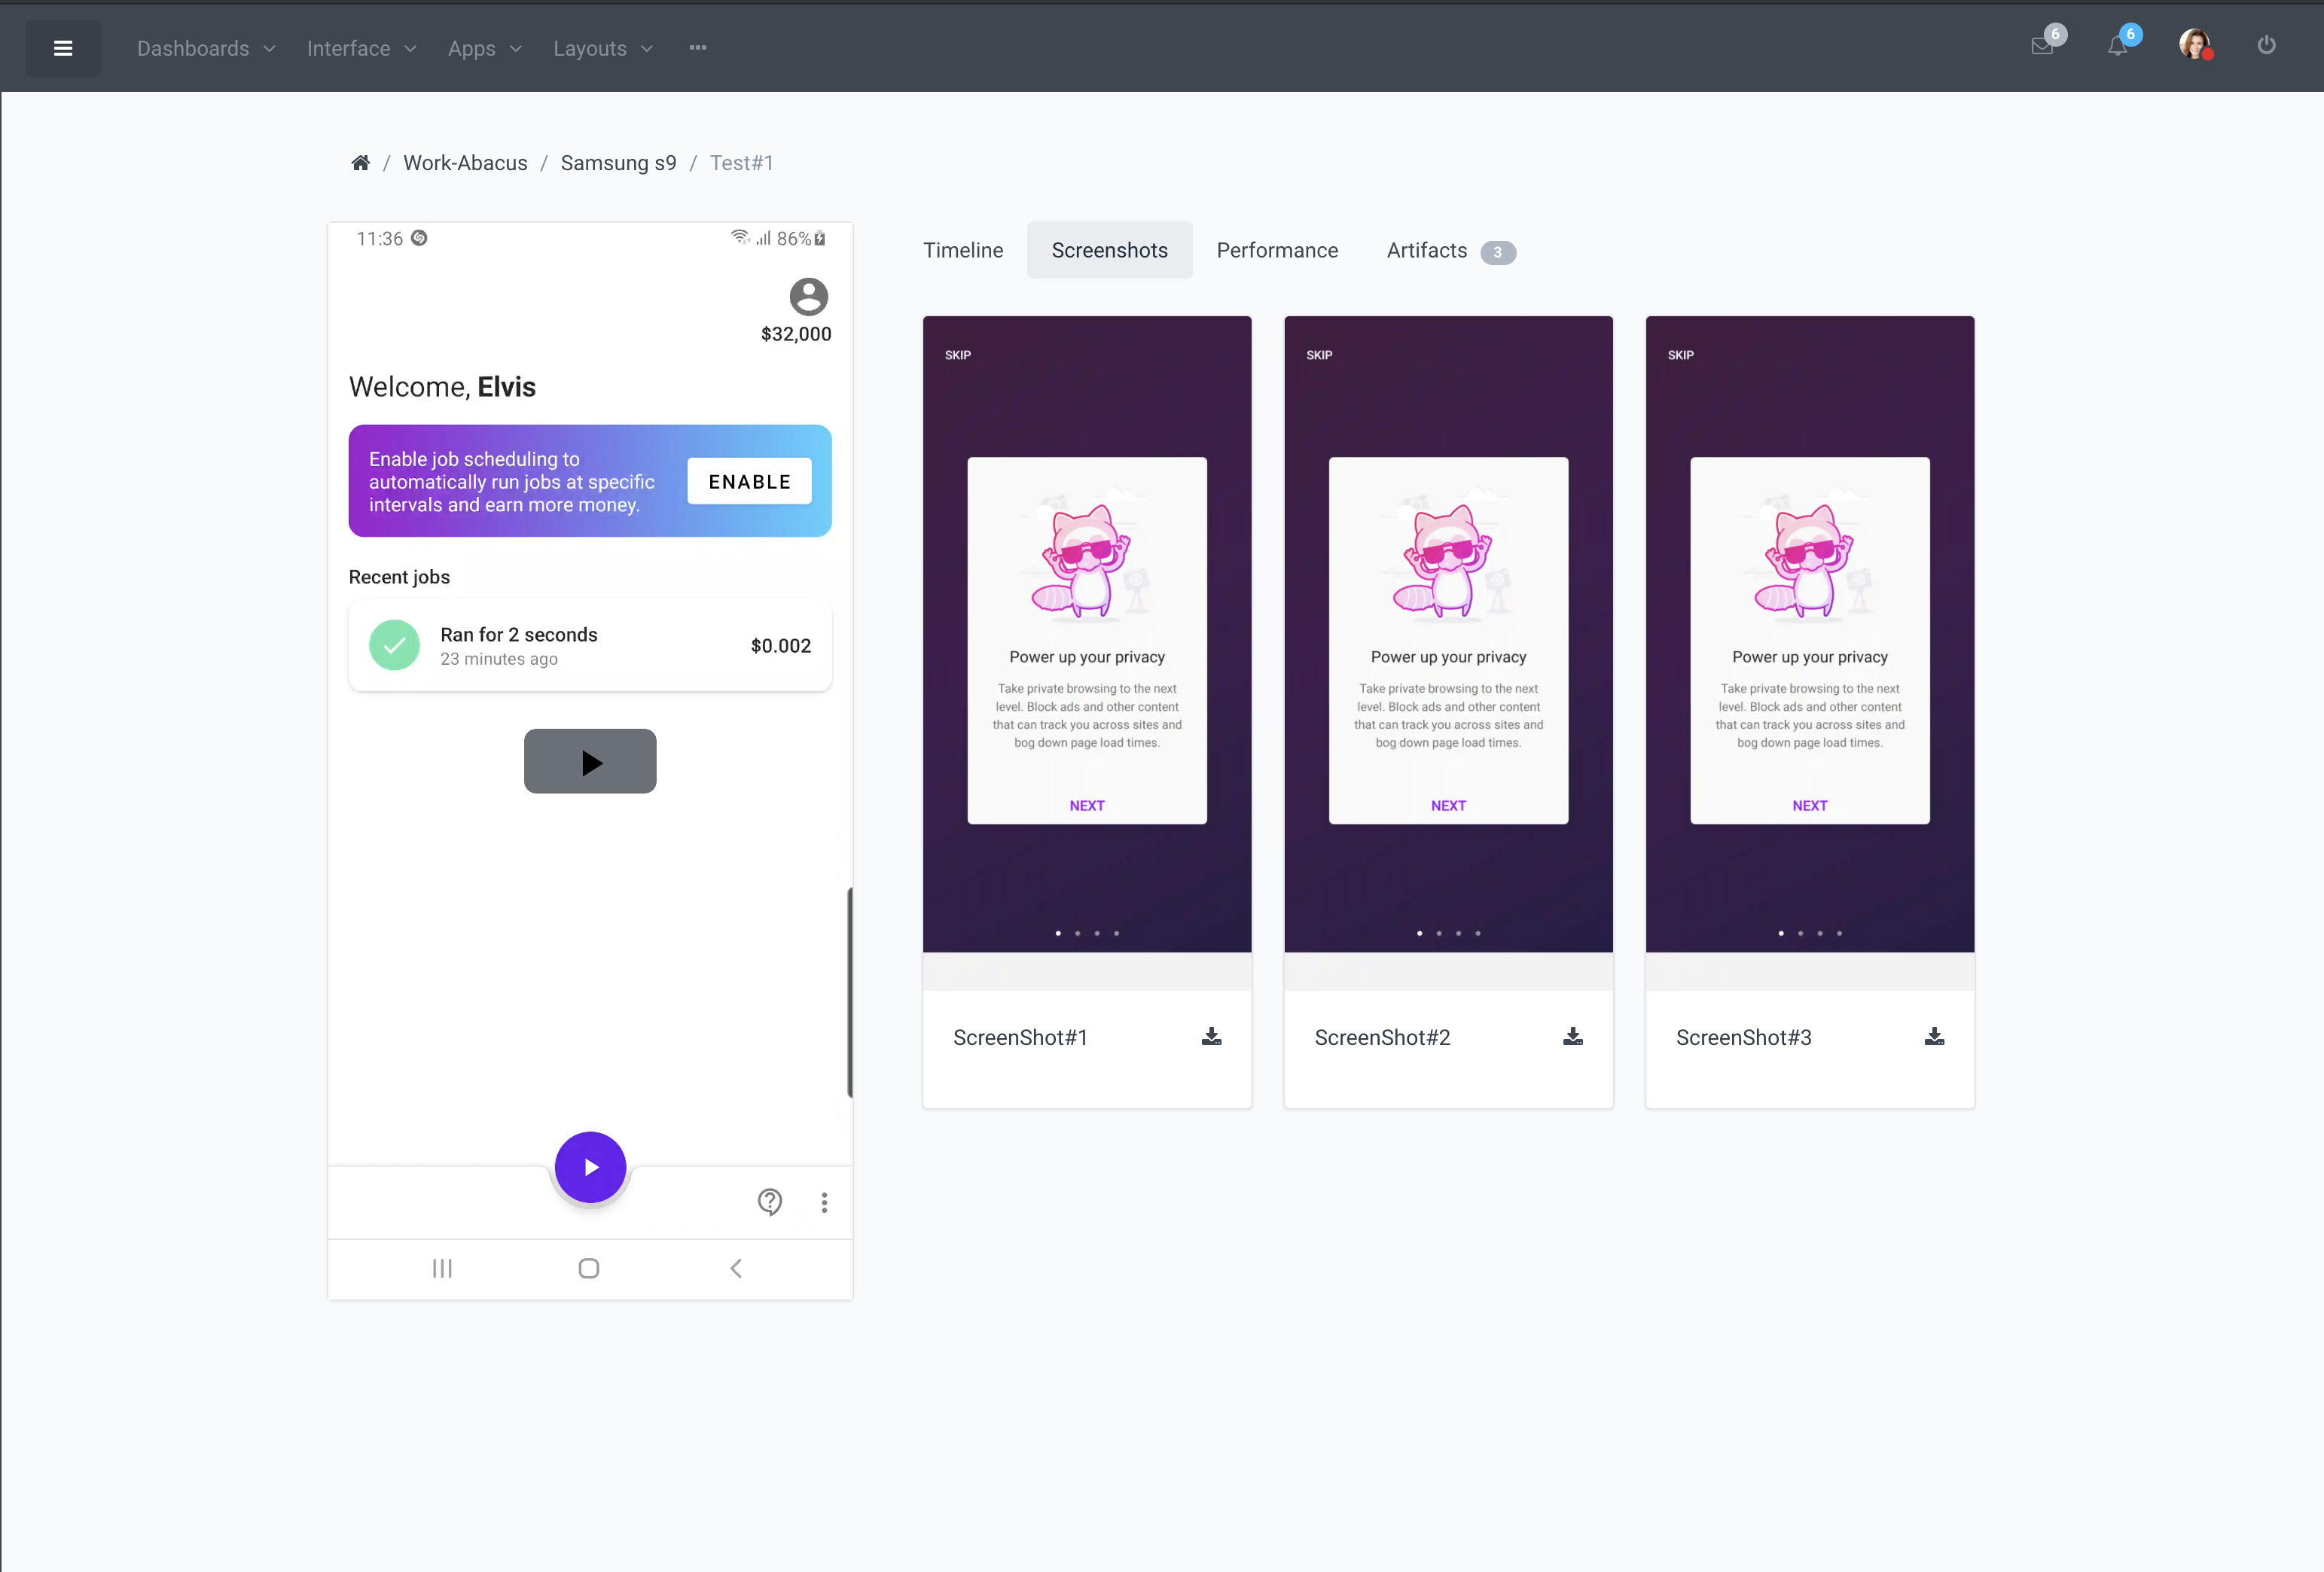 Dashboards Interface Apps Layouts
6 6
/ Work-Abacus / Samsung s9 / Test#1
11:36 86%
$32,000
Welcome, Elvis
Enable job scheduling to
automatically run jobs at specific
intervals and earn more money.
ENABLE
Recent jobs
Ran for 2 seconds
23 minutes ago
$0.002
Timeline Screenshots Performance Artifacts 3
SKIP
Power up your privacy
Take private browsing to the next
level. Block ads and other content
that can track you across sites and
bog down page load times.
NEXT
ScreenShot#1
SKIP
Power up your privacy
Take private browsing to the next
level. Block ads and other content
that can track you across sites and
bog down page load times.
NEXT
ScreenShot#2
SKIP
Power up your privacy
Take private browsing to the next
level. Block ads and other content
that can track you across sites and
bog down page load times.
NEXT
ScreenShot#3